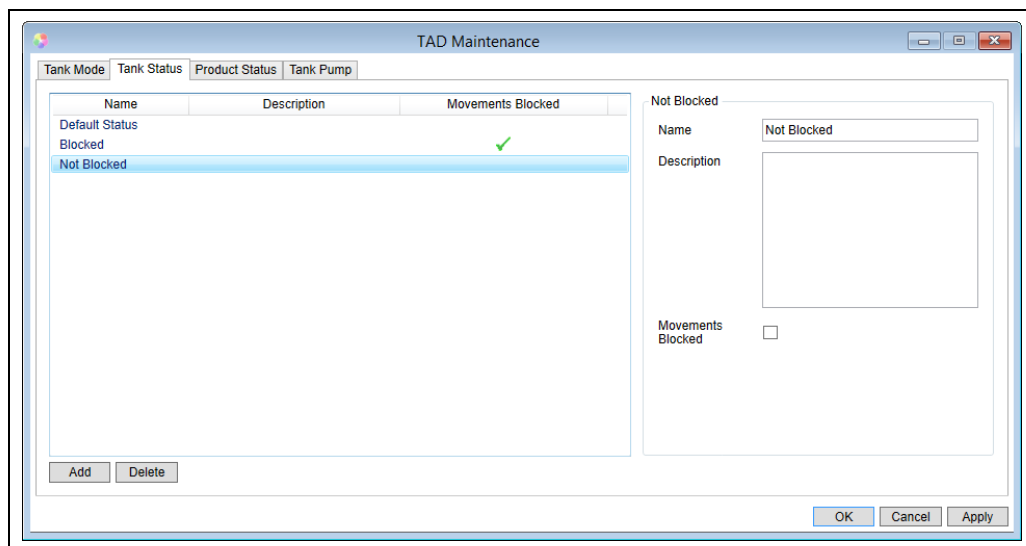 TAD Maintenance
Tank Mode Tank Status Product Status Tank Pump
Name Description Movements Blocked
Default Status
Blocked
Not Blocked
Add Delete
Not Blocked
Name Not Blocked
Description
Movements
Blocked
OK Cancel Apply